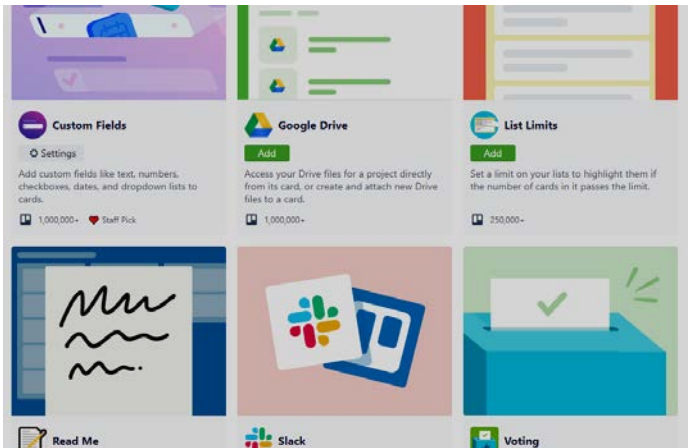 Custom Fields
Settings
Add custom fields like text, numbers,
checkboxes, dates, and dropdown lists to
cards.
1,000,000+
Staff Pick
Google Drive
Add
Access your Drive files for a project directly
from its card, or create and attach new Drive
files to a card.
1,000,000+
List Limits
Add
Set a limit on your lists to highlight them if
the number of cards in it passes the limit.
250,000+
Read Me
Slack
Voting